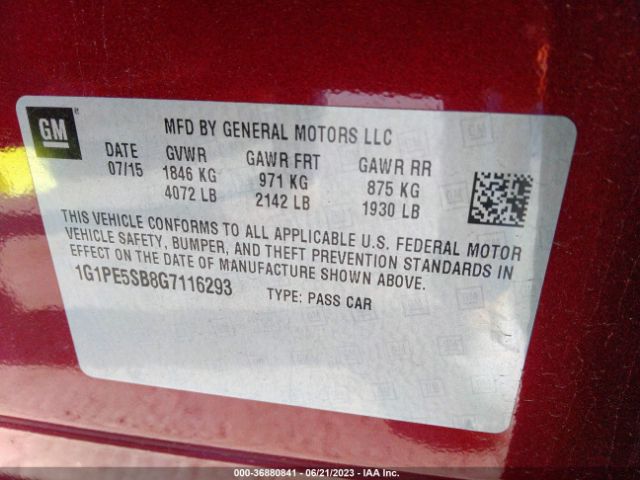 GM
MFD BY GENERAL MOTORS LLC
DATE GVWR GAWR FRT GAWR RR
07/15 1846 KG 971 KG 875 KG
4072 LB 2142 LB 1930 LB
THIS VEHICLE CONFORMS TO ALL APPLICABLE U.S. FEDERAL MOTOR
VEHICLE SAFETY, BUMPER, AND THEFT PREVENTION STANDARDS IN
EFFECT ON THE DATE OF MANUFACTURE SHOWN ABOVE.
1G1PE5SB8G7116293 TYPE: PASS CAR
000-36880841 / 06/21/2023 / IAA Inc.